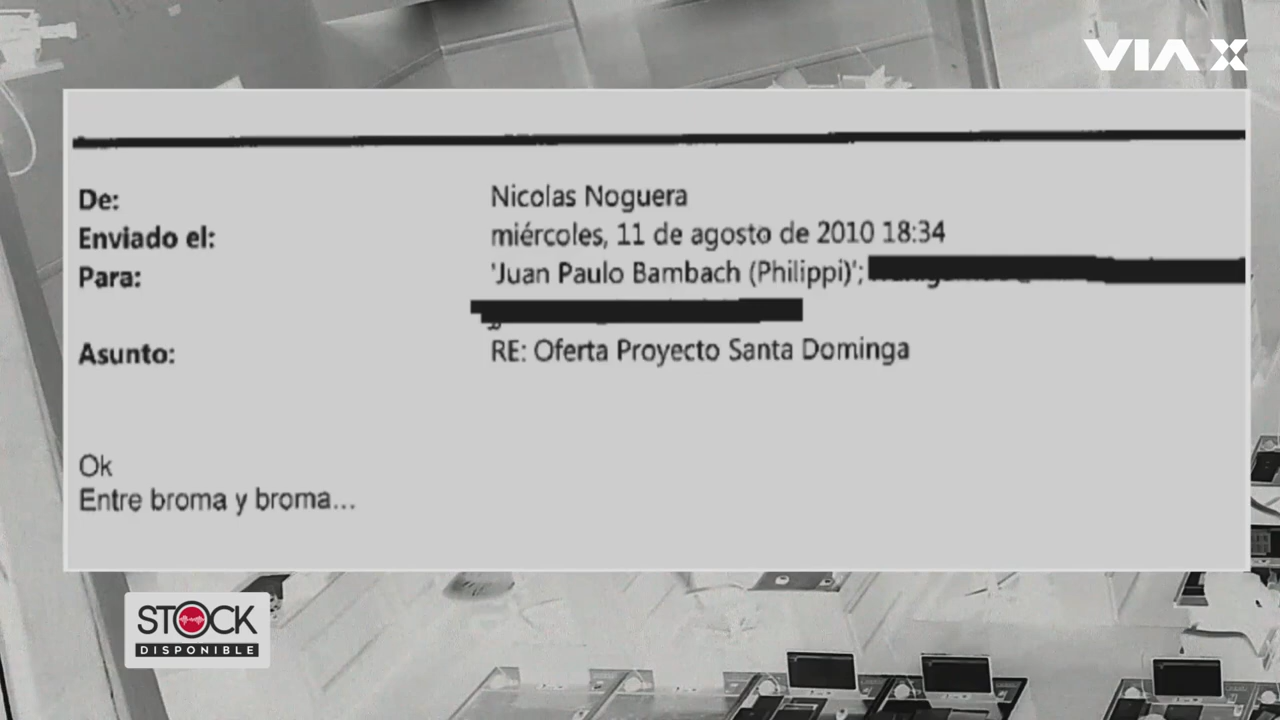 VIA X
De: Nicolas Noguera
Enviado el: miércoles, 11 de agosto de 2010 18:34
Para: 'Juan Paulo Bambach (Philippi)';
Asunto: RE: Oferta Proyecto Santa Dominga
Ok
Entre broma y broma...
STOCK
DISPONIBLE